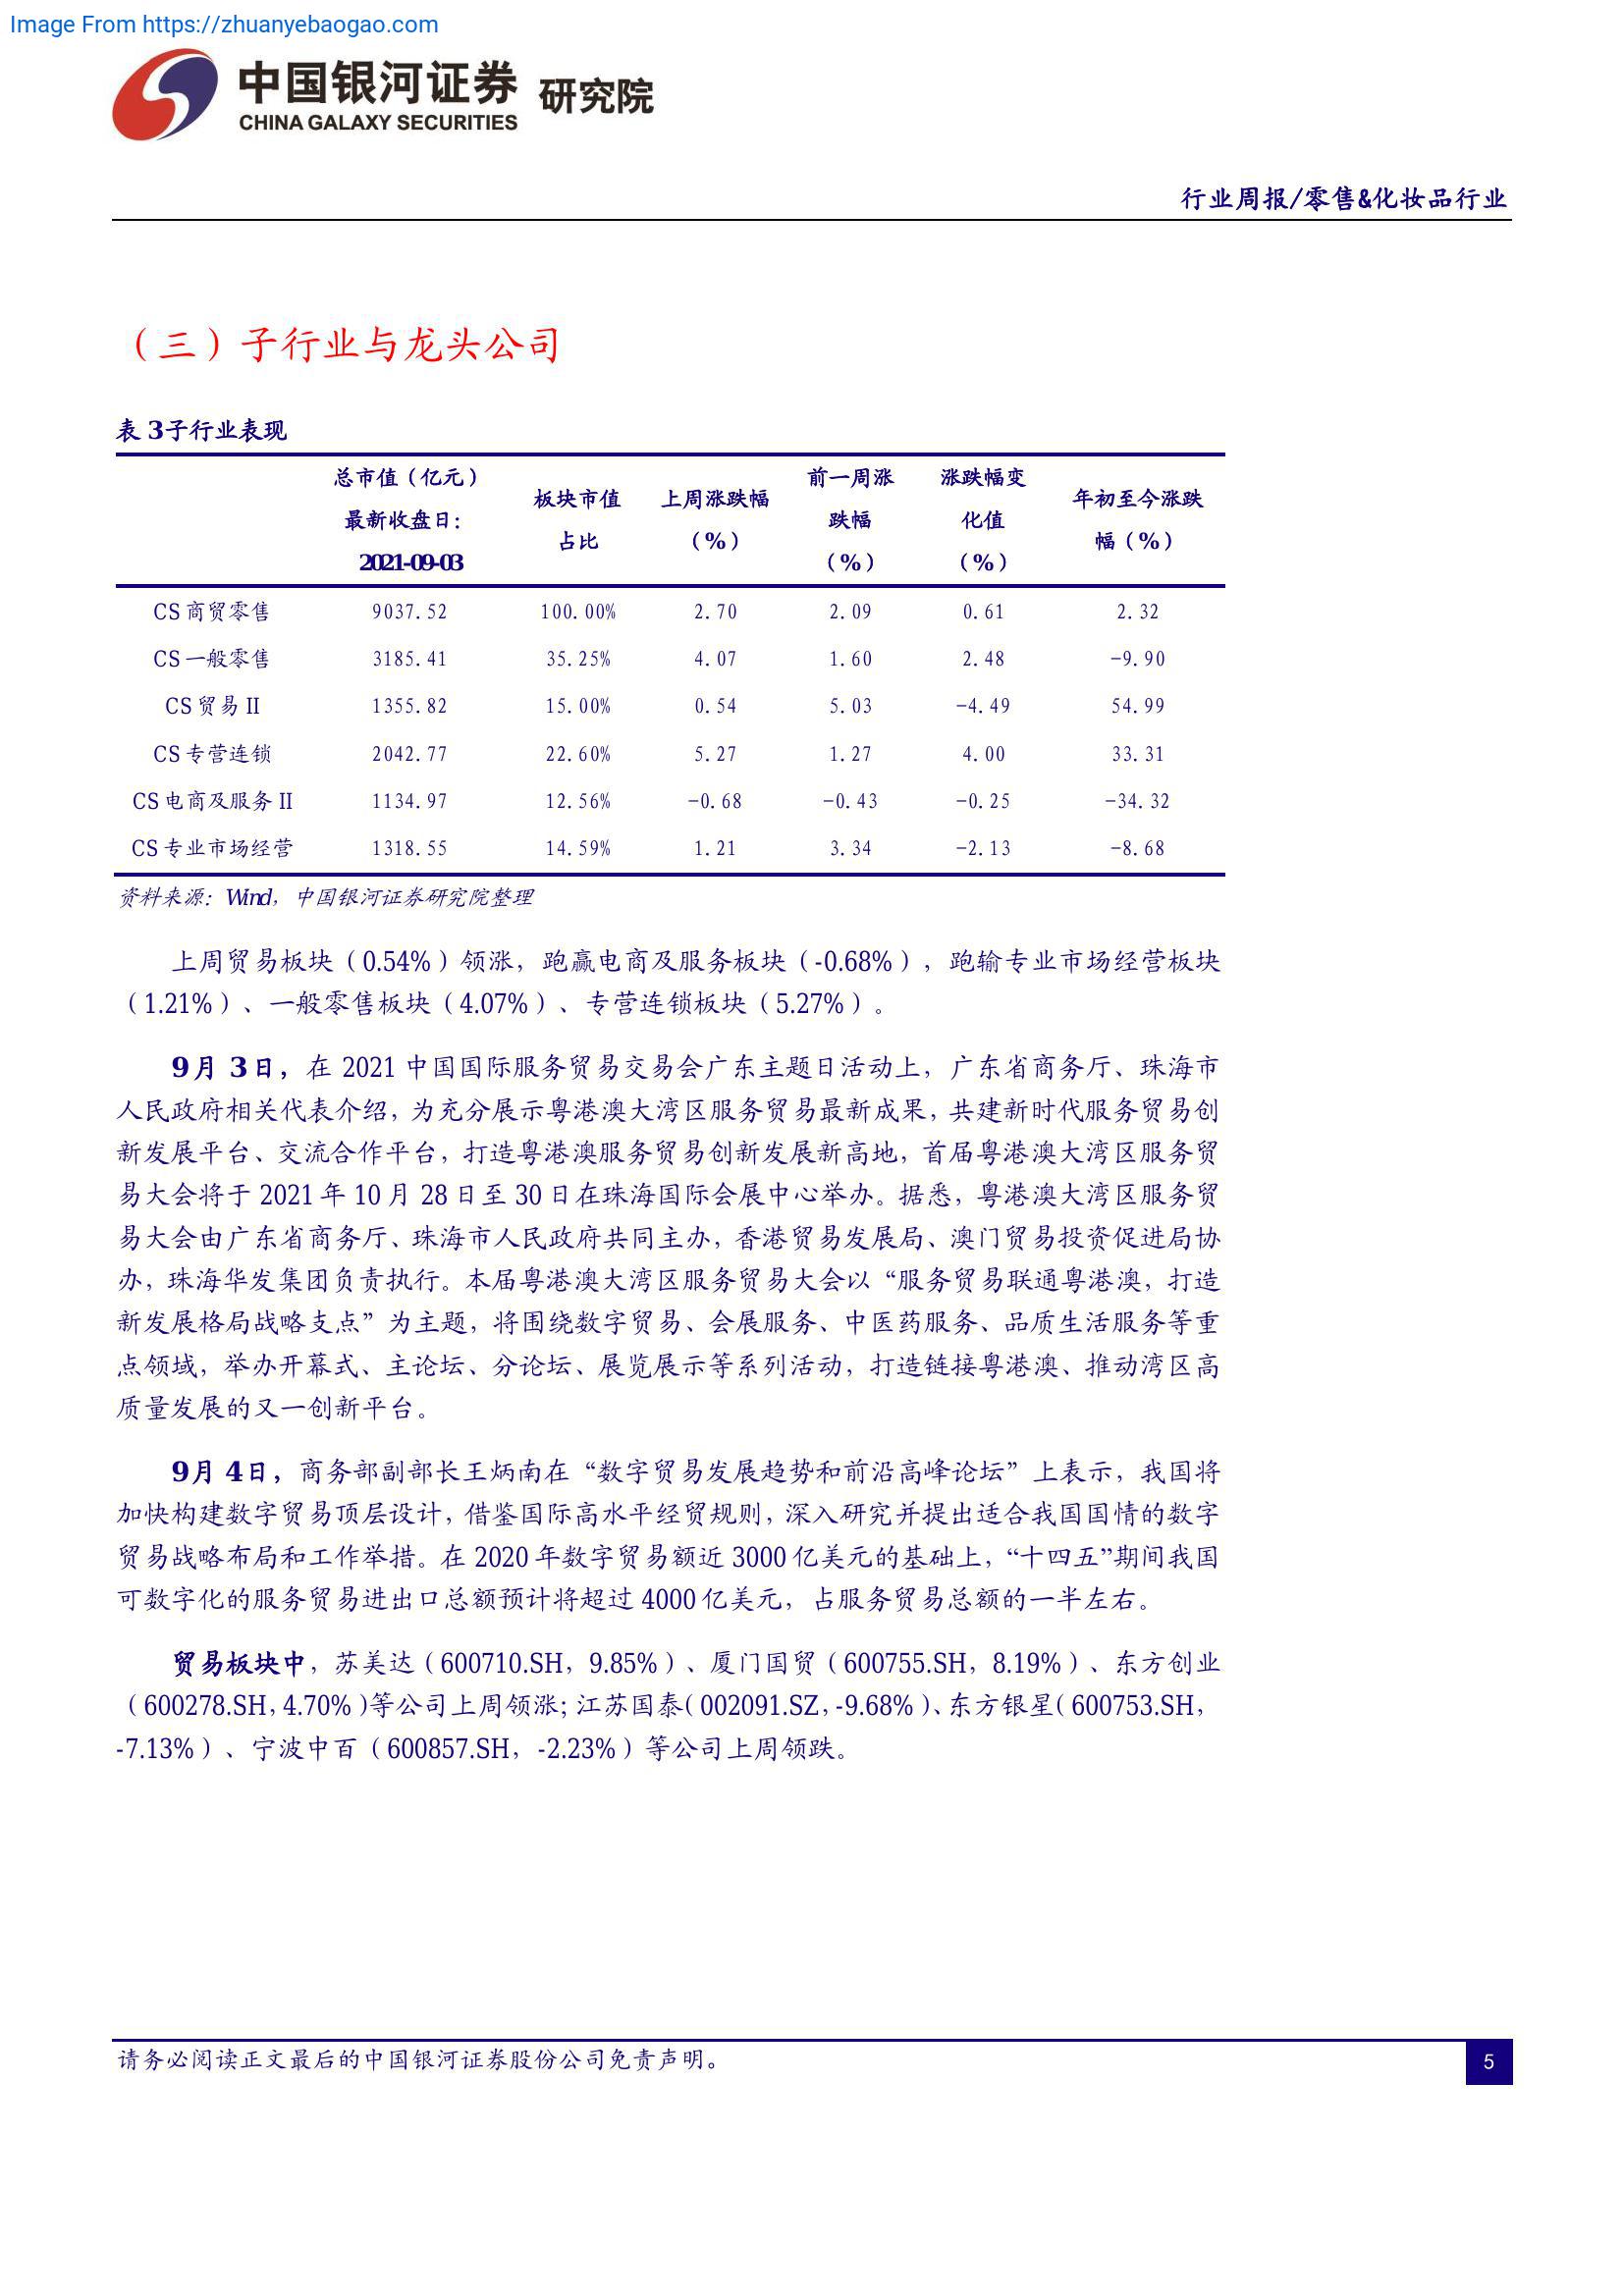 Image From https://zhuanyebaogao.com
中国银河证券 研究院
CHINA GALAXY SECURITIES
行业周报/零售&化妆品行业
（三）子行业与龙头公司
表 3子行业表现
总市值（亿元）最新收盘日：2021-09-03 板块市值占比 上周涨跌幅（%） 前一周涨跌幅（%） 涨跌幅变化值（%） 年初至今涨跌幅（%）
CS 商贸零售 9037.52 100.00% 2.70 2.09 0.61 2.32
CS 一般零售 3185.41 35.25% 4.07 1.60 2.48 -9.90
CS 贸易 II 1355.82 15.00% 0.54 5.03 -4.49 54.99
CS 专营连锁 2042.77 22.60% 5.27 1.27 4.00 33.31
CS 电商及服务 II 1134.97 12.56% -0.68 -0.43 -0.25 -34.32
CS 专业市场经营 1318.55 14.59% 1.21 3.34 -2.13 -8.68
资料来源：Wind，中国银河证券研究院整理
上周贸易板块（0.54%）领涨，跑赢电商及服务板块（-0.68%），跑输专业市场经营板块
（1.21%）、一般零售板块（4.07%）、专营连锁板块（5.27%）。
9月 3日，在 2021 中国国际服务贸易交易会广东主题日活动上，广东省商务厅、珠海市
人民政府相关代表介绍，为充分展示粤港澳大湾区服务贸易最新成果，共建新时代服务贸易创
新发展平台、交流合作平台，打造粤港澳服务贸易创新发展新高地，首届粤港澳大湾区服务贸
易大会将于 2021 年 10 月 28 日至 30 日在珠海国际会展中心举办。据悉，粤港澳大湾区服务贸
易大会由广东省商务厅、珠海市人民政府共同主办，香港贸易发展局、澳门贸易投资促进局协
办，珠海华发集团负责执行。本届粤港澳大湾区服务贸易大会以“服务贸易联通粤港澳，打造
新发展格局战略支点”为主题，将围绕数字贸易、会展服务、中医药服务、品质生活服务等重
点领域，举办开幕式、主论坛、分论坛、展览展示等系列活动，打造链接粤港澳、推动湾区高
质量发展的又一创新平台。
9月 4日，商务部副部长王炳南在“数字贸易发展趋势和前沿高峰论坛”上表示，我国将
加快构建数字贸易顶层设计，借鉴国际高水平经贸规则，深入研究并提出适合我国国情的数字
贸易战略布局和工作举措。在 2020 年数字贸易额近 3000 亿美元的基础上，“十四五”期间我国
可数字化的服务贸易进出口总额预计将超过 4000 亿美元，占服务贸易总额的一半左右。
贸易板块中，苏美达（600710.SH，9.85%）、厦门国贸（600755.SH，8.19%）、东方创业
（600278.SH，4.70%）等公司上周领涨；江苏国泰（002091.SZ，-9.68%）、东方银星（600753.SH，
-7.13%）、宁波中百（600857.SH，-2.23%）等公司上周领跌。
请务必阅读正文最后的中国银河证券股份公司免责声明。
5